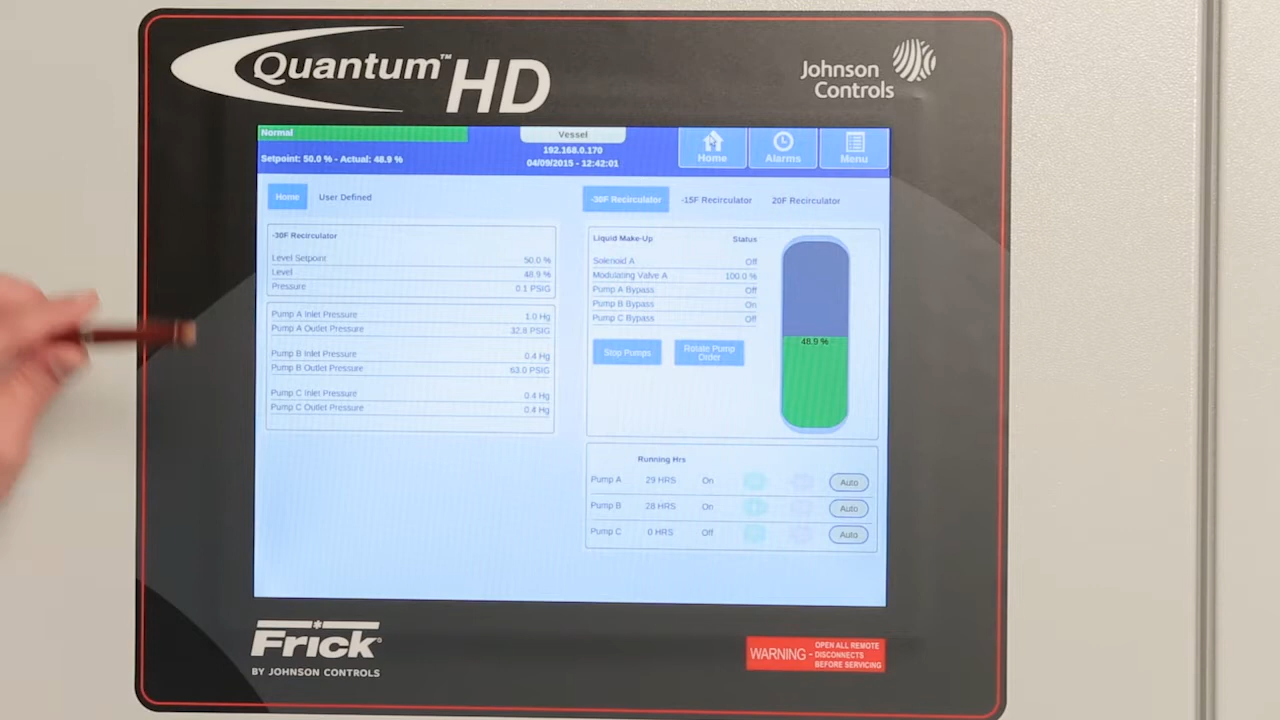 Quantum™ HD
Johnson
Controls
Normal
Vessel
Setpoint: 50.0 % - Actual: 48.9 %
192.168.0.170
04/09/2015 - 12:42:01
Home
Alarms
Menu
Home
User Defined
-30F Recirculator
-15F Recirculator
20F Recirculator
-30F Recirculator
Level Setpoint 50.0 %
Level 48.9 %
Pressure 0.1 PSIG
Pump A Inlet Pressure 1.0 Hg
Pump A Outlet Pressure 32.8 PSIG
Pump B Inlet Pressure 0.4 Hg
Pump B Outlet Pressure 63.0 PSIG
Pump C Inlet Pressure 0.4 Hg
Pump C Outlet Pressure 0.4 Hg
Liquid Make-Up Status
Solenoid A Off
Modulating Valve A 100.0 %
Pump A Bypass Off
Pump B Bypass On
Pump C Bypass Off
Stop Pumps
Rotate Pump
Order
48.9 %
Running Hrs
Pump A 29 HRS On Auto
Pump B 28 HRS On Auto
Pump C 0 HRS Off Auto
Frick®
BY JOHNSON CONTROLS
WARNING - OPEN ALL REMOTE
DISCONNECTS
BEFORE SERVICING